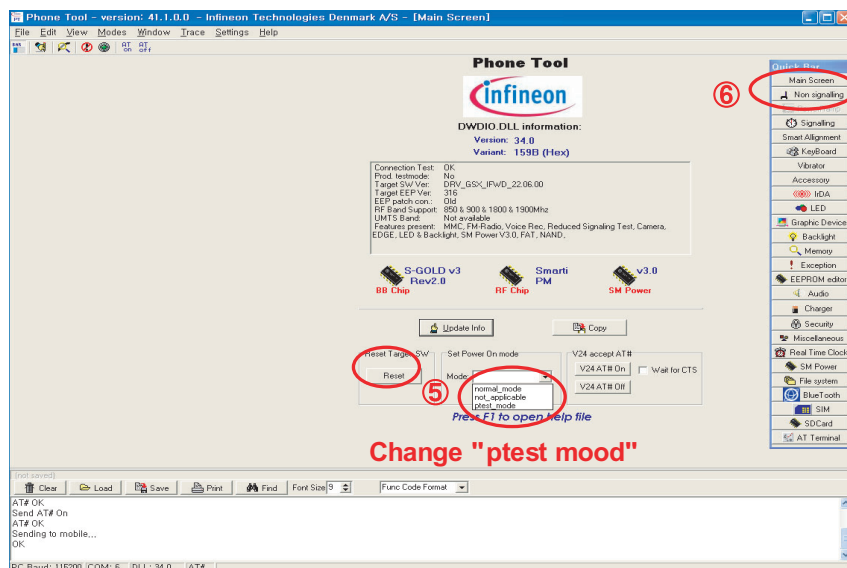 Phone Tool - version: 41.1.0.0 - Infineon Technologies Denmark A/S - [Main Screen]
File Edit View Modes Window Trace Settings Help
AT on AT off
Phone Tool
infineon
DWDIO.DLL information:
Version: 34.0
Variant: 159B (Hex)
Connection Test: OK
Prod. testmode: No
Target SW Ver: DRV_GSX_IFWD_22.06.00
Target EEP Ver: 316
EEP patch con.: Old
RF Band Support: 850 & 900 & 1800 & 1900Mhz
UMTS Band: Not available
Features present: MMC, FM-Radio, Voice Rec, Reduced Signaling Test, Camera,
EDGE, LED & Backlight, SM Power V3.0, FAT, NAND,
S-GOLD v3
Rev2.0
BB Chip
Smarti
PM
RF Chip
v3.0
SM Power
Update Info
Copy
Reset Target SW
Reset
Set Power On mode
Mode:
normal_mode
not_applicable
ptest_mode
V24 accept AT#
V24 AT# On
Wait for CTS
V24 AT# Off
⑤
Press F1 to open help file
Change "ptest mood"
⑥
Quick Bar
Main Screen
Non signalling
Signalling
Smart Allignment
KeyBoard
Vibrator
Accessory
IrDA
LED
Graphic Device
Backlight
Memory
Exception
EEPROM editor
Audio
Charger
Security
Miscellaneous
Real Time Clock
SM Power
File system
BlueTooth
SIM
SDCard
AT Terminal
(not saved)
Clear Load Save Print Find Font Size 9 Func Code Format
AT# OK
Send AT# On
AT# OK
Sending to mobile...
OK
PC Baud: 115200 COM: 6 DLL: 34.0 AT#